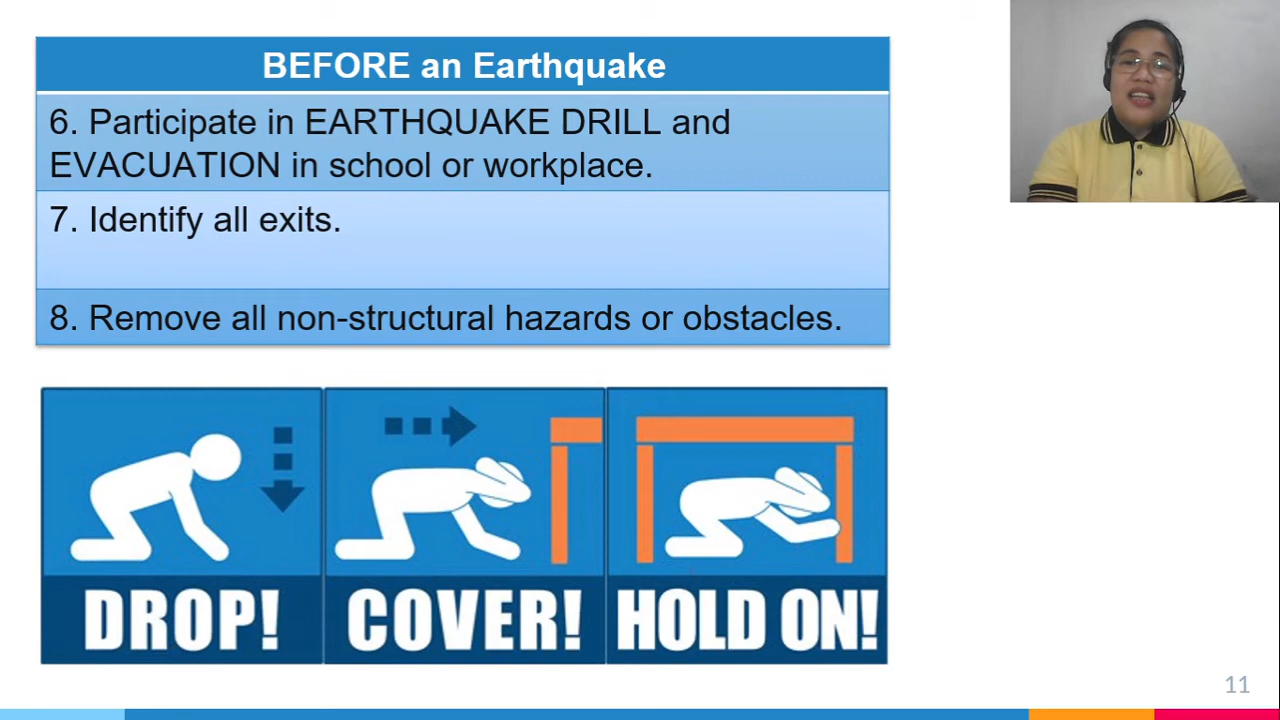 BEFORE an Earthquake
6. Participate in EARTHQUAKE DRILL and
EVACUATION in school or workplace.
7. Identify all exits.
8. Remove all non-structural hazards or obstacles.
DROP!
COVER!
HOLD ON!
11